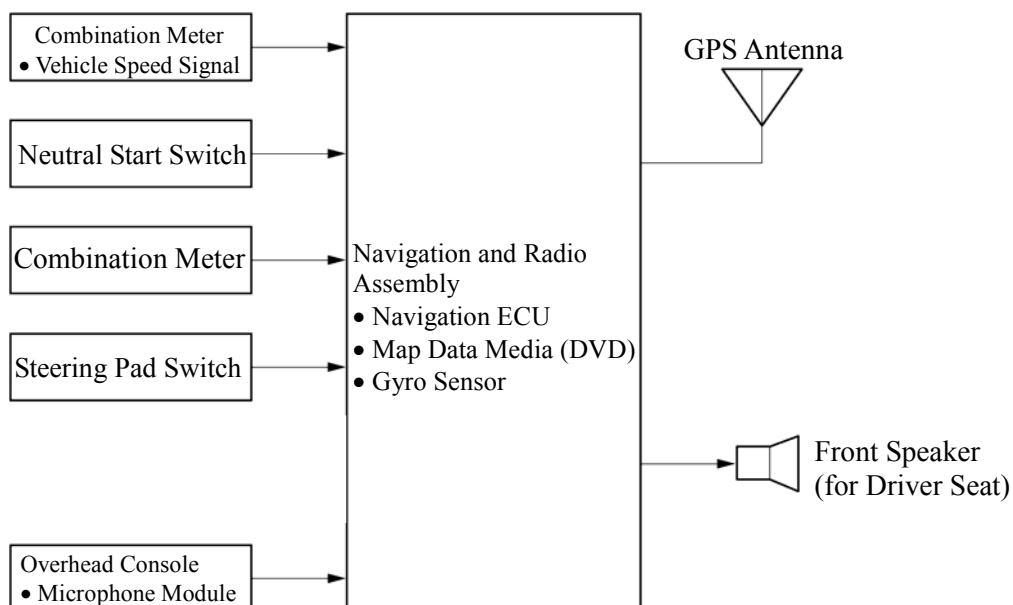 Combination Meter
• Vehicle Speed Signal
Neutral Start Switch
Combination Meter
Steering Pad Switch
Overhead Console
• Microphone Module
Navigation and Radio
Assembly
• Navigation ECU
• Map Data Media (DVD)
• Gyro Sensor
GPS Antenna
Front Speaker
(for Driver Seat)